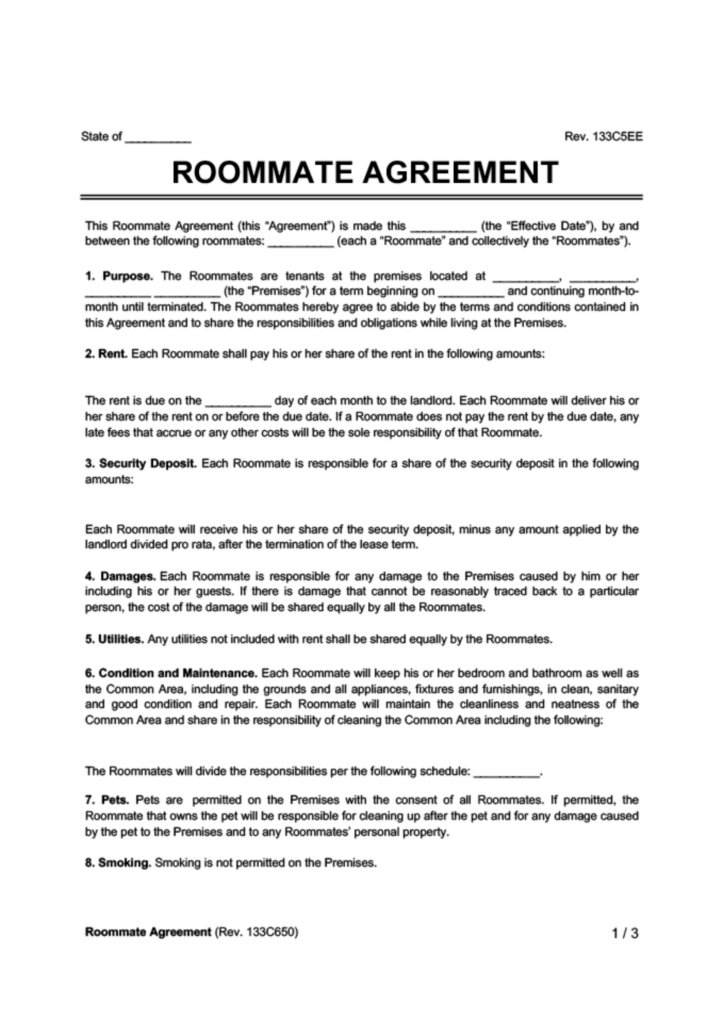 State of __________ Rev. 133C5EE
ROOMMATE AGREEMENT
This Roommate Agreement (this “Agreement”) is made this __________ (the “Effective Date”), by and
between the following roommates: __________ (each a “Roommate” and collectively the “Roommates”).
1. Purpose. The Roommates are tenants at the premises located at __________, __________,
__________ __________ (the “Premises”) for a term beginning on __________ and continuing month-to-
month until terminated. The Roommates hereby agree to abide by the terms and conditions contained in
this Agreement and to share the responsibilities and obligations while living at the Premises.
2. Rent. Each Roommate shall pay his or her share of the rent in the following amounts:
The rent is due on the __________ day of each month to the landlord. Each Roommate will deliver his or
her share of the rent on or before the due date. If a Roommate does not pay the rent by the due date, any
late fees that accrue or any other costs will be the sole responsibility of that Roommate.
3. Security Deposit. Each Roommate is responsible for a share of the security deposit in the following
amounts:
Each Roommate will receive his or her share of the security deposit, minus any amount applied by the
landlord divided pro rata, after the termination of the lease term.
4. Damages. Each Roommate is responsible for any damage to the Premises caused by him or her
including his or her guests. If there is damage that cannot be reasonably traced back to a particular
person, the cost of the damage will be shared equally by all the Roommates.
5. Utilities. Any utilities not included with rent shall be shared equally by the Roommates.
6. Condition and Maintenance. Each Roommate will keep his or her bedroom and bathroom as well as
the Common Area, including the grounds and all appliances, fixtures and furnishings, in clean, sanitary
and good condition and repair. Each Roommate will maintain the cleanliness and neatness of the
Common Area and share in the responsibility of cleaning the Common Area including the following:
The Roommates will divide the responsibilities per the following schedule: __________.
7. Pets. Pets are permitted on the Premises with the consent of all Roommates. If permitted, the
Roommate that owns the pet will be responsible for cleaning up after the pet and for any damage caused
by the pet to the Premises and to any Roommates’ personal property.
8. Smoking. Smoking is not permitted on the Premises.
Roommate Agreement (Rev. 133C650) 1 / 3